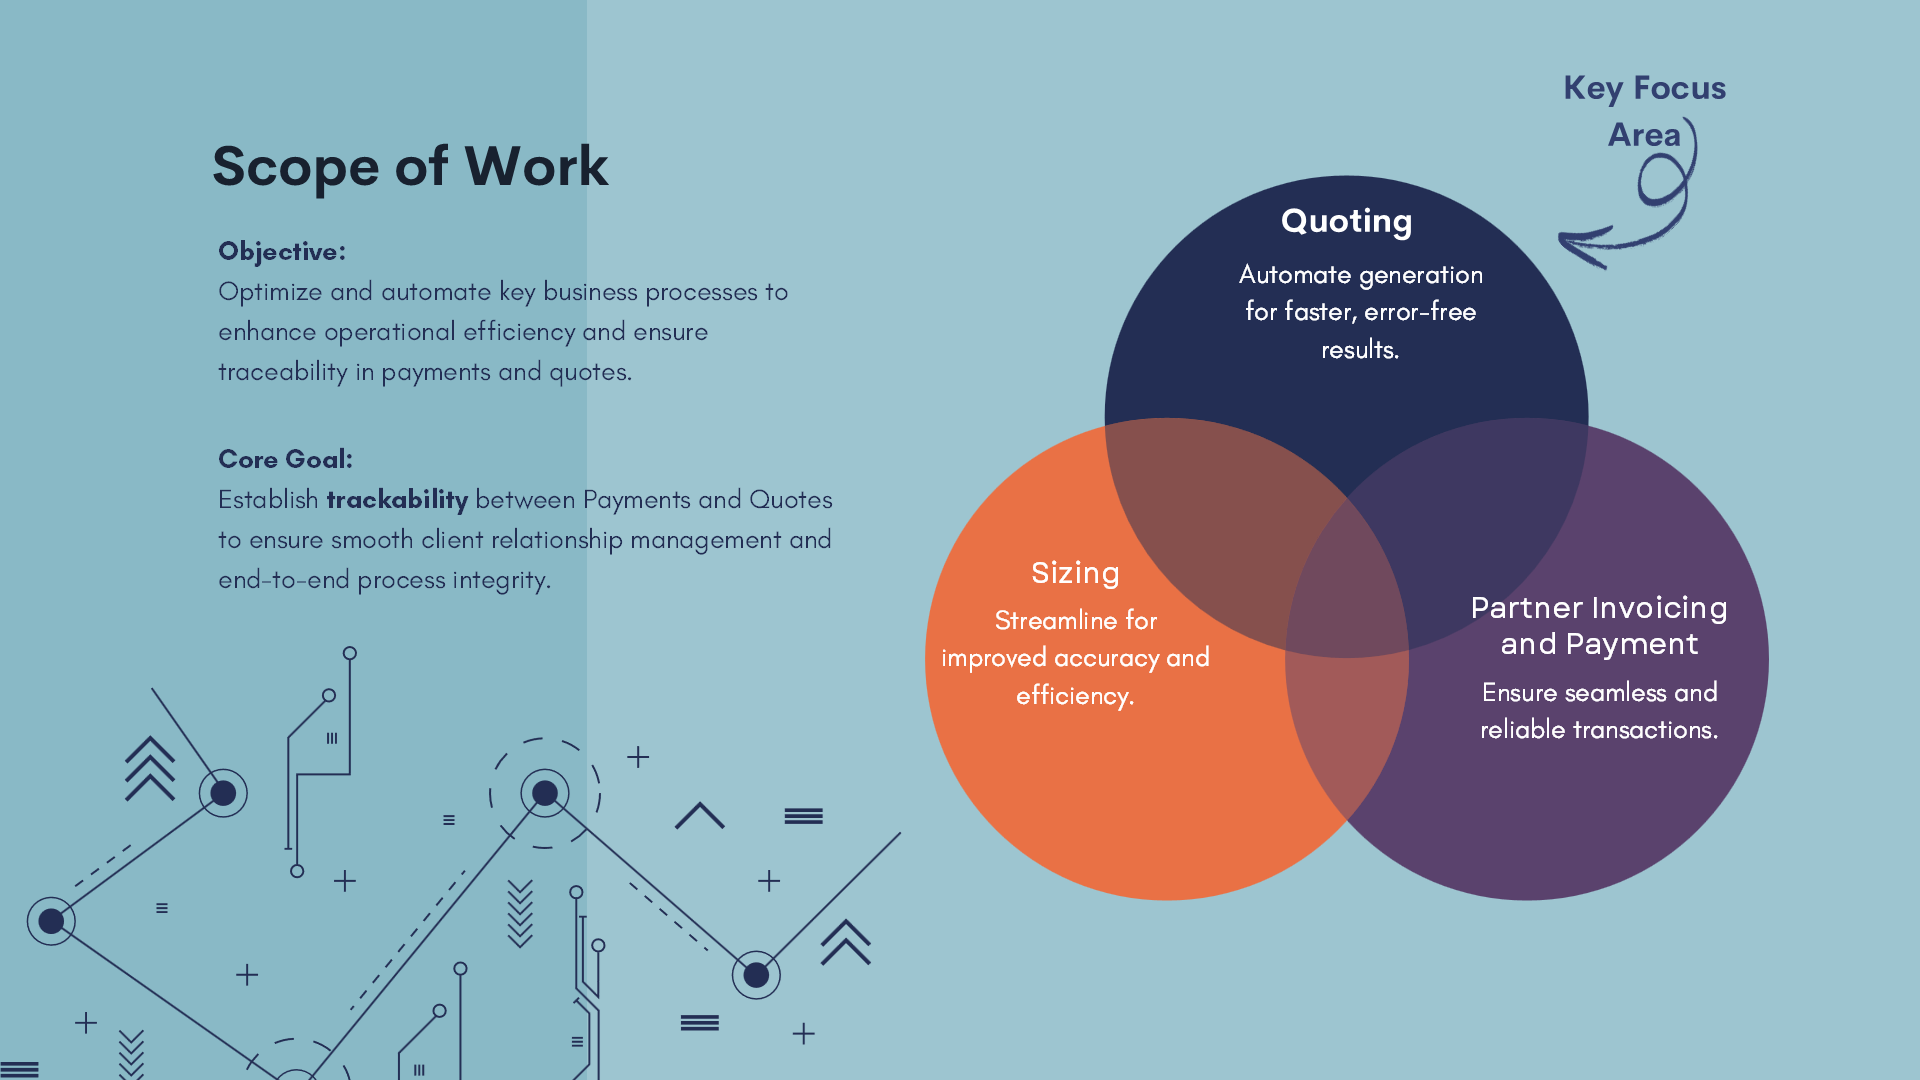 Scope of Work
Objective:
Optimize and automate key business processes to
enhance operational efficiency and ensure
traceability in payments and quotes.
Core Goal:
Establish trackability between Payments and Quotes
to ensure smooth client relationship management and
end-to-end process integrity.
Key Focus
Area
Quoting
Automate generation
for faster, error-free
results.
Sizing
Streamline for
improved accuracy and
efficiency.
Partner Invoicing
and Payment
Ensure seamless and
reliable transactions.